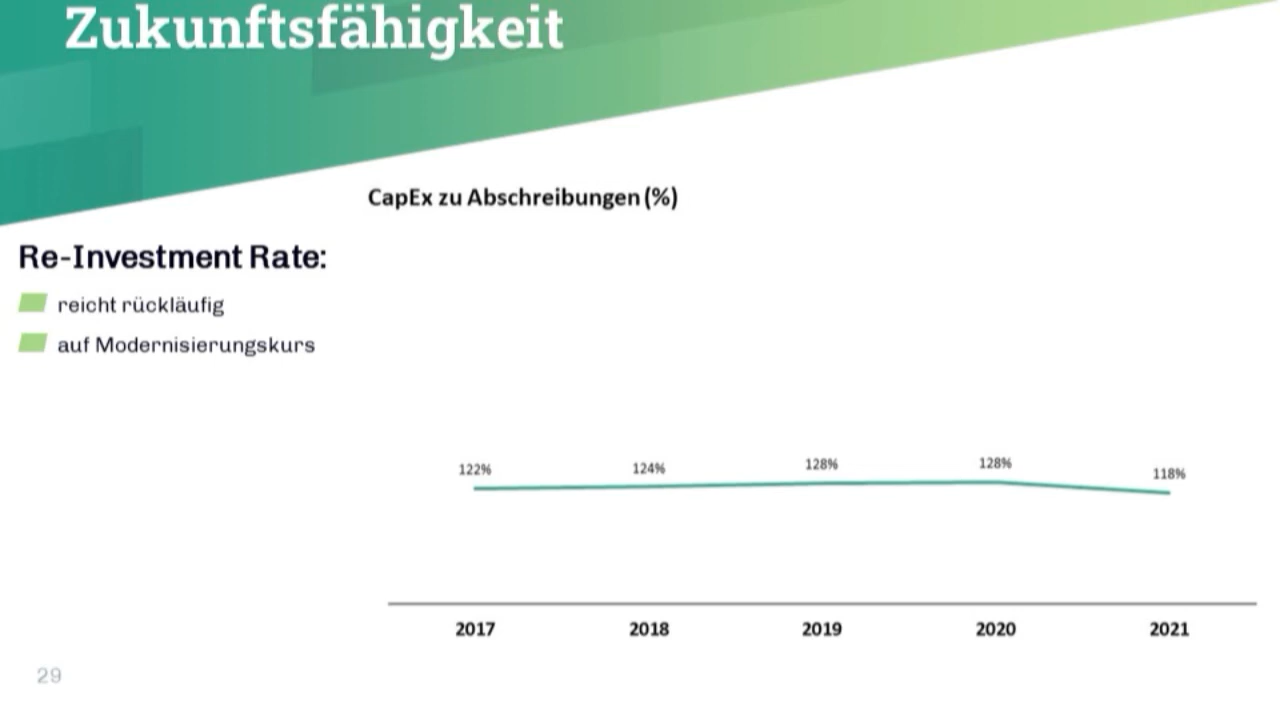 Zukunftsfähigkeit
CapEx zu Abschreibungen (%)
Re-Investment Rate:
reicht rückläufig
auf Modernisierungskurs
122%
124%
128%
128%
118%
2017
2018
2019
2020
2021
29